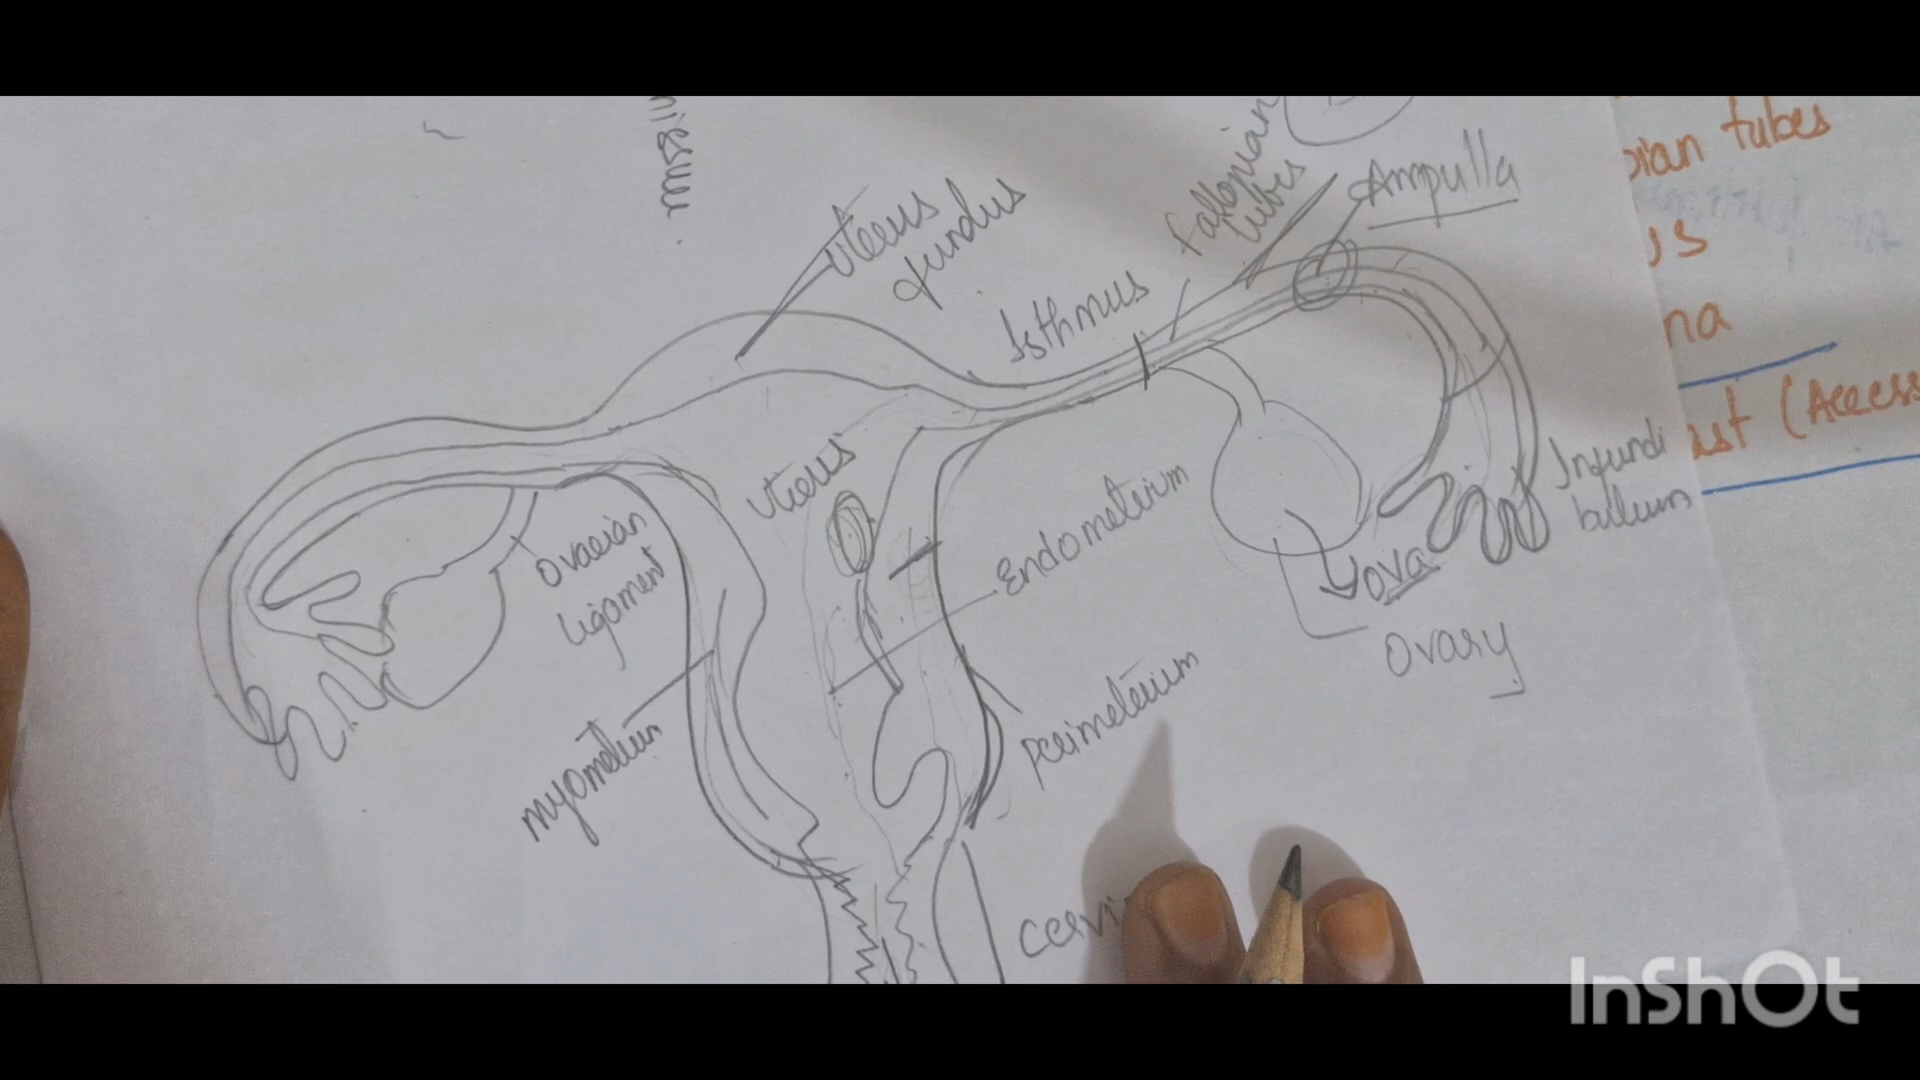 uterus
fundus
Fallopian
tubes
Ampulla
Isthmus
uterus
Ovarian
ligament
Endometrium
Infundi
bulum
ova
Ovary
myometrium
Perimetrium
Cervi
pian tubes
us
na
ast (Access
InShOt